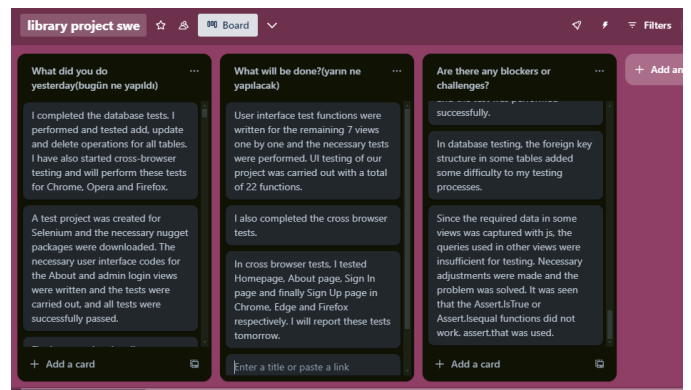 library project swe
Board
Filters
What did you do
yesterday(bugün ne yapıldı)
I completed the database tests. I
performed and tested add, update
and delete operations for all tables.
I have also started cross-browser
testing and will perform these tests
for Chrome, Opera and Firefox.
A test project was created for
Selenium and the necessary nugget
packages were downloaded. The
necessary user interface codes for
the About and admin login views
were written and the tests were
carried out, and all tests were
successfully passed.
+ Add a card
What will be done?(yarın ne
yapılacak)
User interface test functions were
written for the remaining 7 views
one by one and the necessary tests
were performed. UI testing of our
project was carried out with a total
of 22 functions.
I also completed the cross browser
tests.
In cross browser tests, I tested
Homepage, About page, Sign In
page and finally Sign Up page in
Chrome, Edge and Firefox
respectively. I will report these tests
tomorrow.
Enter a title or paste a link
Are there any blockers or
challenges?
and the test was performed
successfully.
In database testing, the foreign key
structure in some tables added
some difficulty to my testing
processes.
Since the required data in some
views was captured with js, the
queries used in other views were
insufficient for testing. Necessary
adjustments were made and the
problem was solved. It was seen
that the Assert.IsTrue or
Assert.Isequal functions did not
work. assert.that was used.
+ Add a card
+ Add an